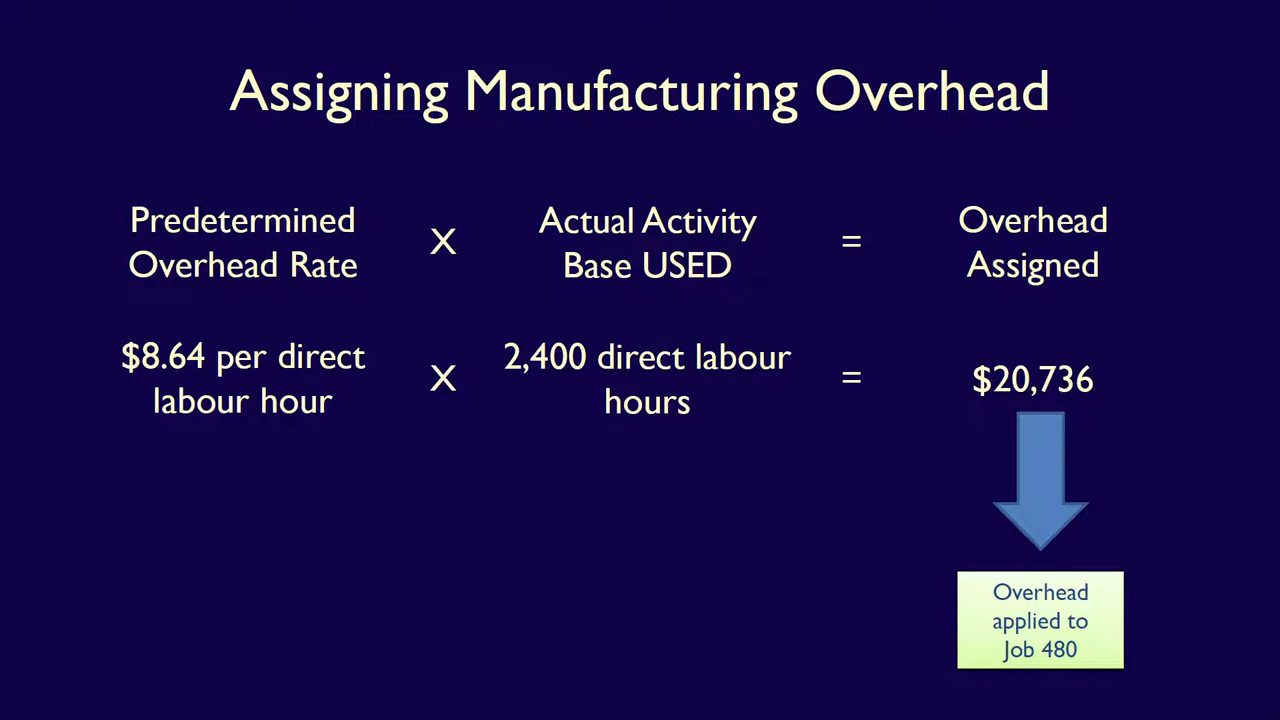 Assigning Manufacturing Overhead
Predetermined
Overhead Rate
X
Actual Activity
Base USED
=
Overhead
Assigned
$8.64 per direct
labour hour
X
2,400 direct labour
hours
=
$20,736
Overhead
applied to
Job 480